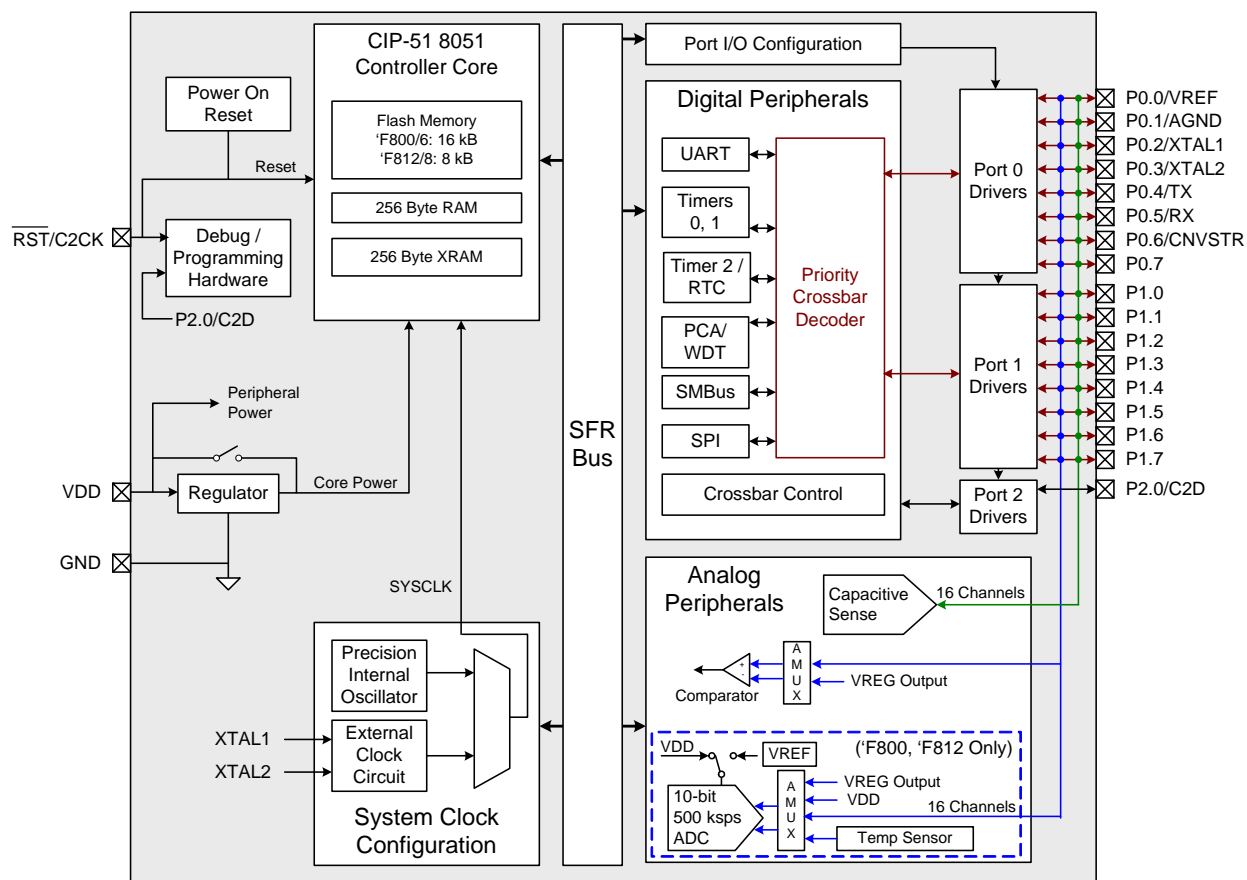 CIP-51 8051
Controller Core
Flash Memory
‘F800/6: 16 kB
‘F812/8: 8 kB
256 Byte RAM
256 Byte XRAM
Power On
Reset
Reset
RST/C2CK
Debug /
Programming
Hardware
P2.0/C2D
Peripheral
Power
VDD
Regulator
Core Power
GND
SYSCLK
Precision
Internal
Oscillator
XTAL1
XTAL2
External
Clock
Circuit
System Clock
Configuration
SFR
Bus
Port I/O Configuration
Digital Peripherals
UART
Timers
0, 1
Timer 2 /
RTC
PCA/
WDT
SMBus
SPI
Priority
Crossbar
Decoder
Crossbar Control
Port 0
Drivers
Port 1
Drivers
Port 2
Drivers
P0.0/VREF
P0.1/AGND
P0.2/XTAL1
P0.3/XTAL2
P0.4/TX
P0.5/RX
P0.6/CNVSTR
P0.7
P1.0
P1.1
P1.2
P1.3
P1.4
P1.5
P1.6
P1.7
P2.0/C2D
Analog
Peripherals
Capacitive
Sense
16 Channels
+
-
Comparator
A
M
U
X
VREG Output
(‘F800, ‘F812 Only)
VDD
VREF
10-bit
500 ksps
ADC
A
M
U
X
VREG Output
VDD
16 Channels
Temp Sensor